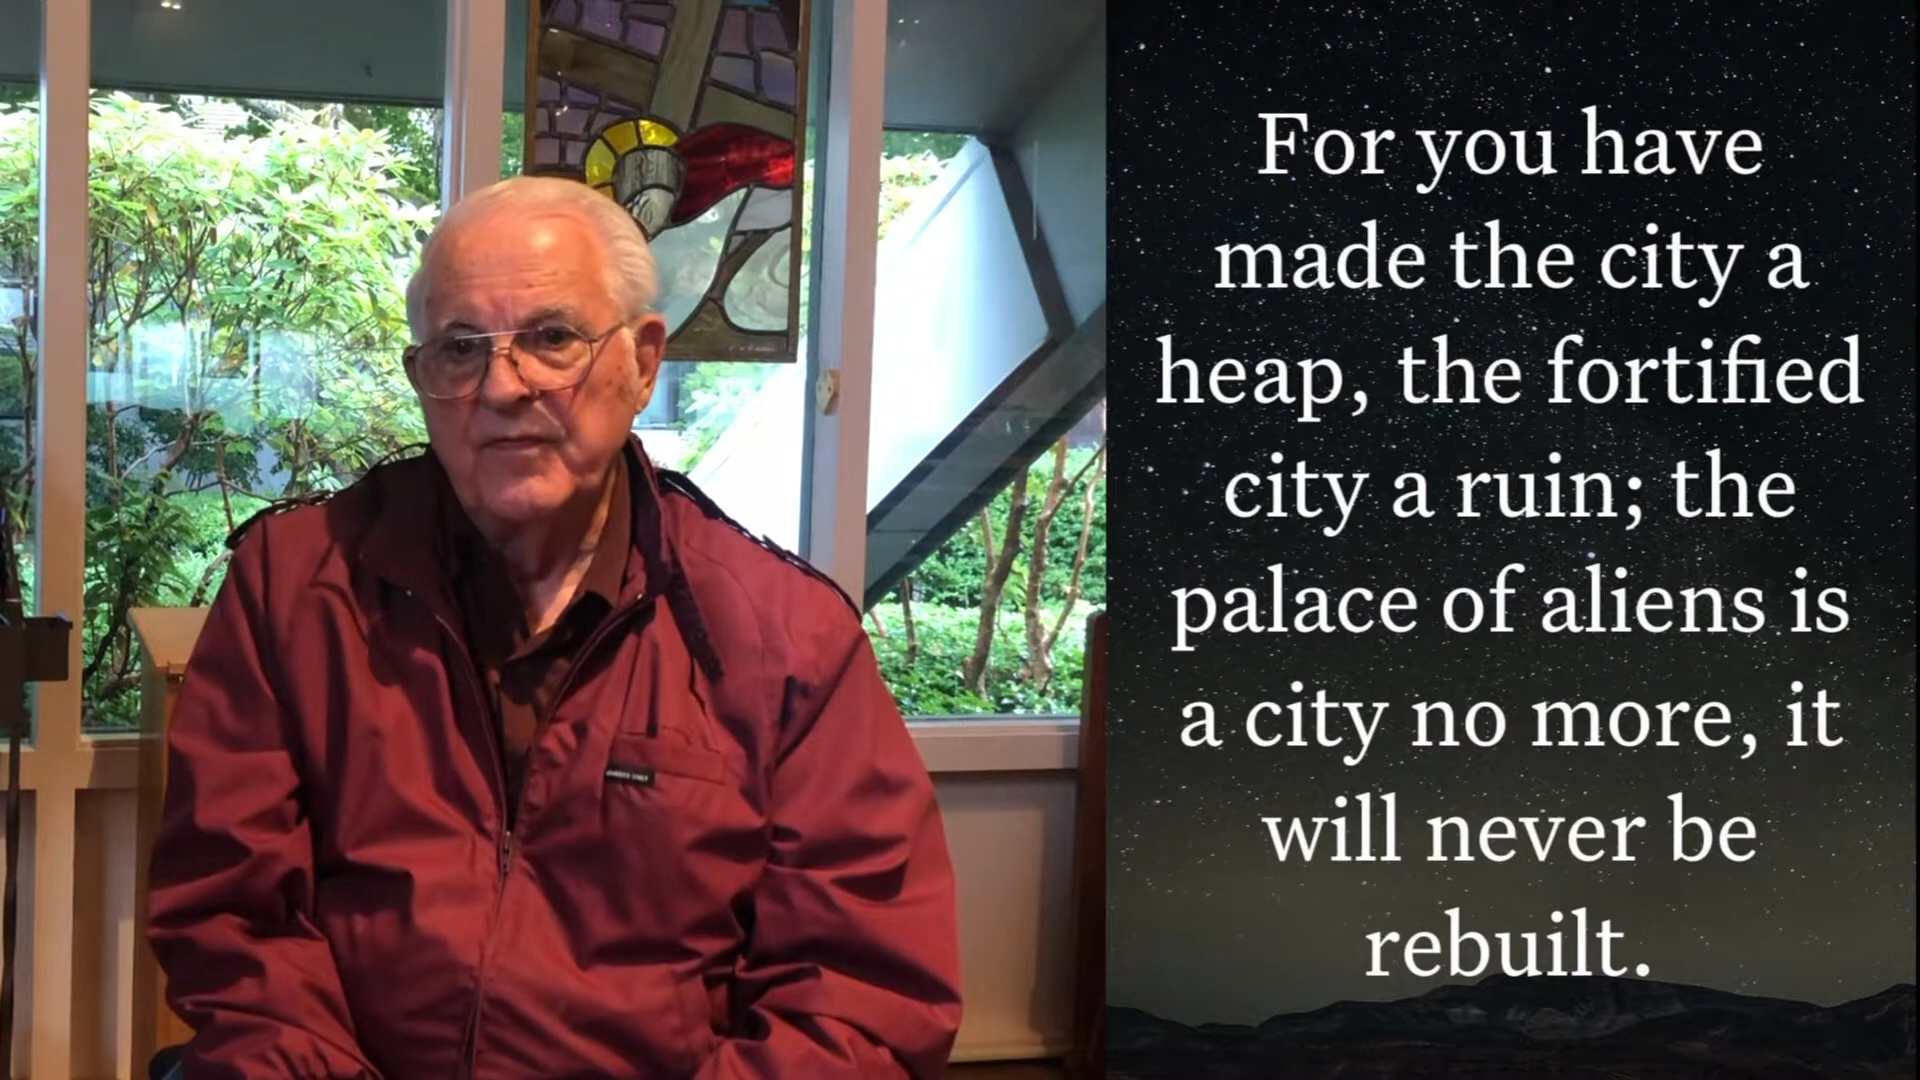 For you have
made the city a
heap, the fortified
city a ruin; the
palace of aliens is
a city no more, it
will never be
rebuilt.